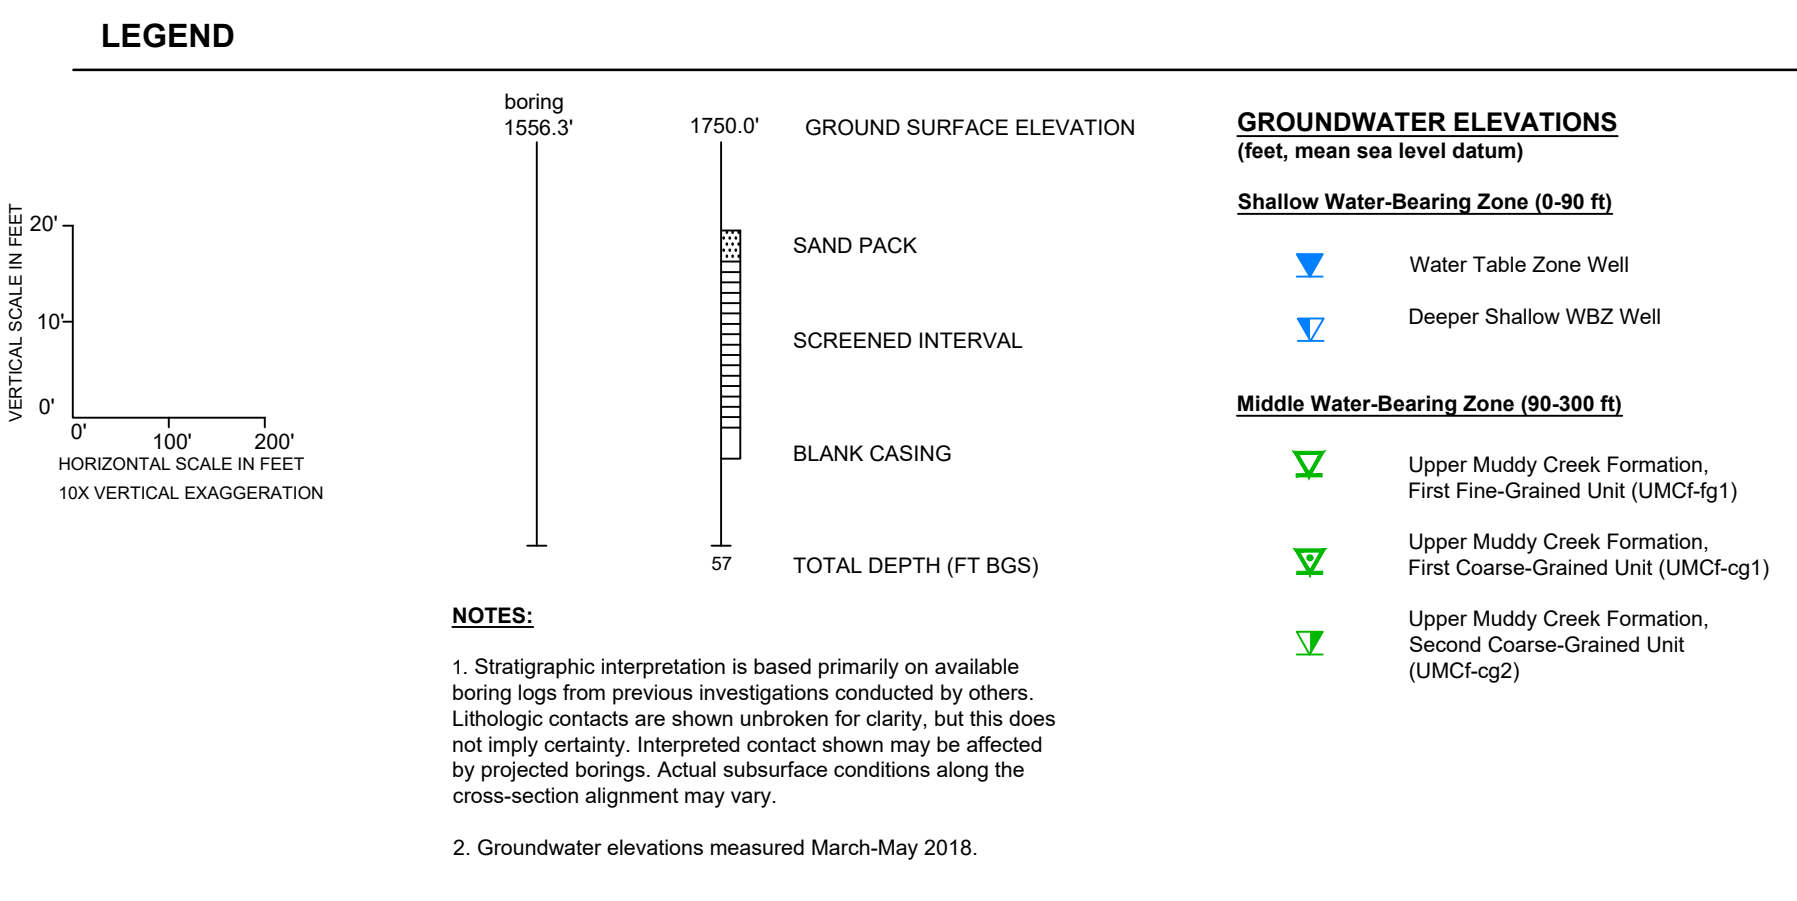 LEGEND
VERTICAL SCALE IN FEET
20'
10'
0'
0'
100'
200'
HORIZONTAL SCALE IN FEET
10X VERTICAL EXAGGERATION
boring
1556.3'
1750.0'
GROUND SURFACE ELEVATION
SAND PACK
SCREENED INTERVAL
BLANK CASING
57
TOTAL DEPTH (FT BGS)
NOTES:
1. Stratigraphic interpretation is based primarily on available
boring logs from previous investigations conducted by others.
Lithologic contacts are shown unbroken for clarity, but this does
not imply certainty. Interpreted contact shown may be affected
by projected borings. Actual subsurface conditions along the
cross-section alignment may vary.
2. Groundwater elevations measured March-May 2018.
GROUNDWATER ELEVATIONS
(feet, mean sea level datum)
Shallow Water-Bearing Zone (0-90 ft)
Water Table Zone Well
Deeper Shallow WBZ Well
Middle Water-Bearing Zone (90-300 ft)
Upper Muddy Creek Formation,
First Fine-Grained Unit (UMCf-fg1)
Upper Muddy Creek Formation,
First Coarse-Grained Unit (UMCf-cg1)
Upper Muddy Creek Formation,
Second Coarse-Grained Unit
(UMCf-cg2)